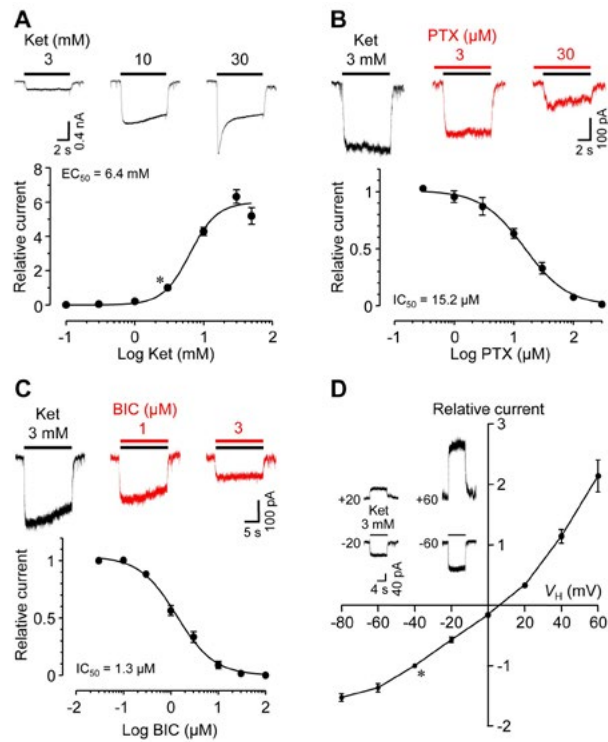 A
Ket (mM)
3 10 30
2 s
0.4 nA
EC50 = 6.4 mM
Relative current
8
6
4
2
0
*
-1 0 1 2
Log Ket (mM)
B
Ket
3 mM
PTX (µM)
3 30
2 s
100 pA
Relative current
1
0.5
0
IC50 = 15.2 µM
-1 0 1 2
Log PTX (µM)
C
Ket
3 mM
BIC (µM)
1 3
5 s
100 pA
Relative current
1
0.5
0
IC50 = 1.3 µM
-2 -1 0 1 2
Log BIC (µM)
D
Relative current
3
2
1
-1
-2
+20 +60
Ket
3 mM
-20 -60
4 s
40 pA
VH (mV)
-80 -60 -40 -20 20 40 60
*